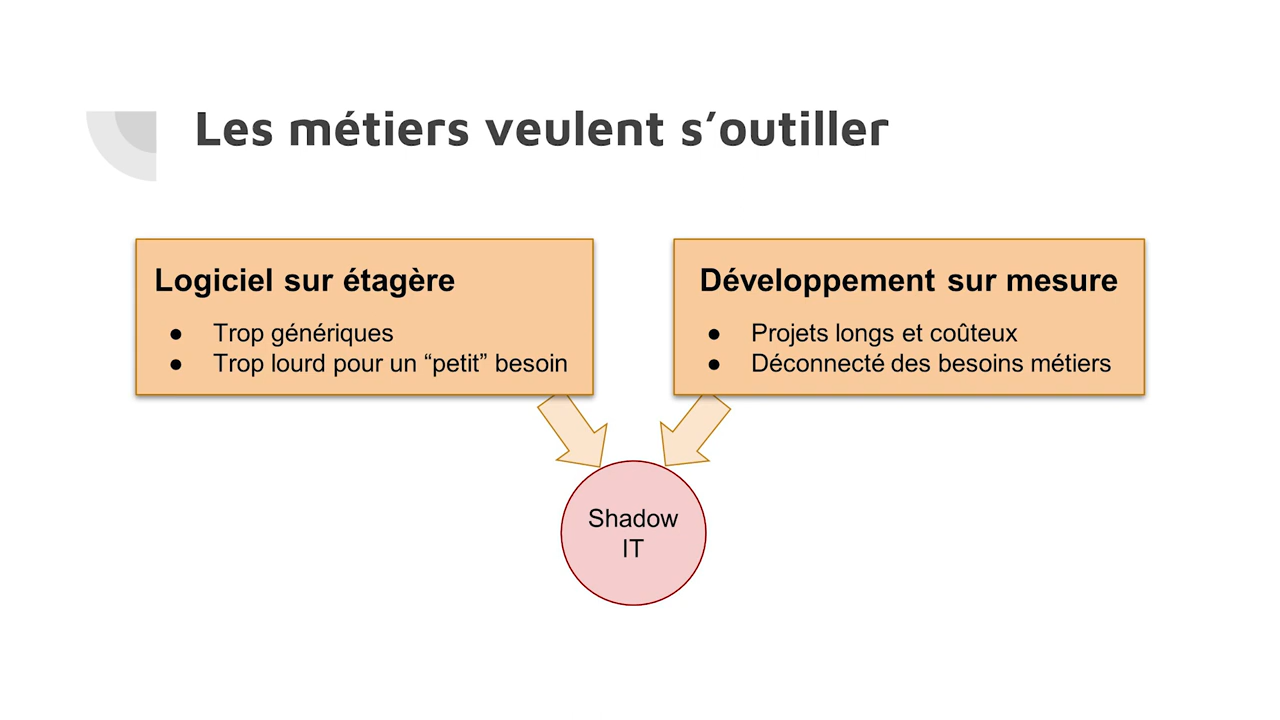 Les métiers veulent s’outiller
Logiciel sur étagère
● Trop génériques
● Trop lourd pour un “petit” besoin
Développement sur mesure
● Projets longs et coûteux
● Déconnecté des besoins métiers
Shadow
IT